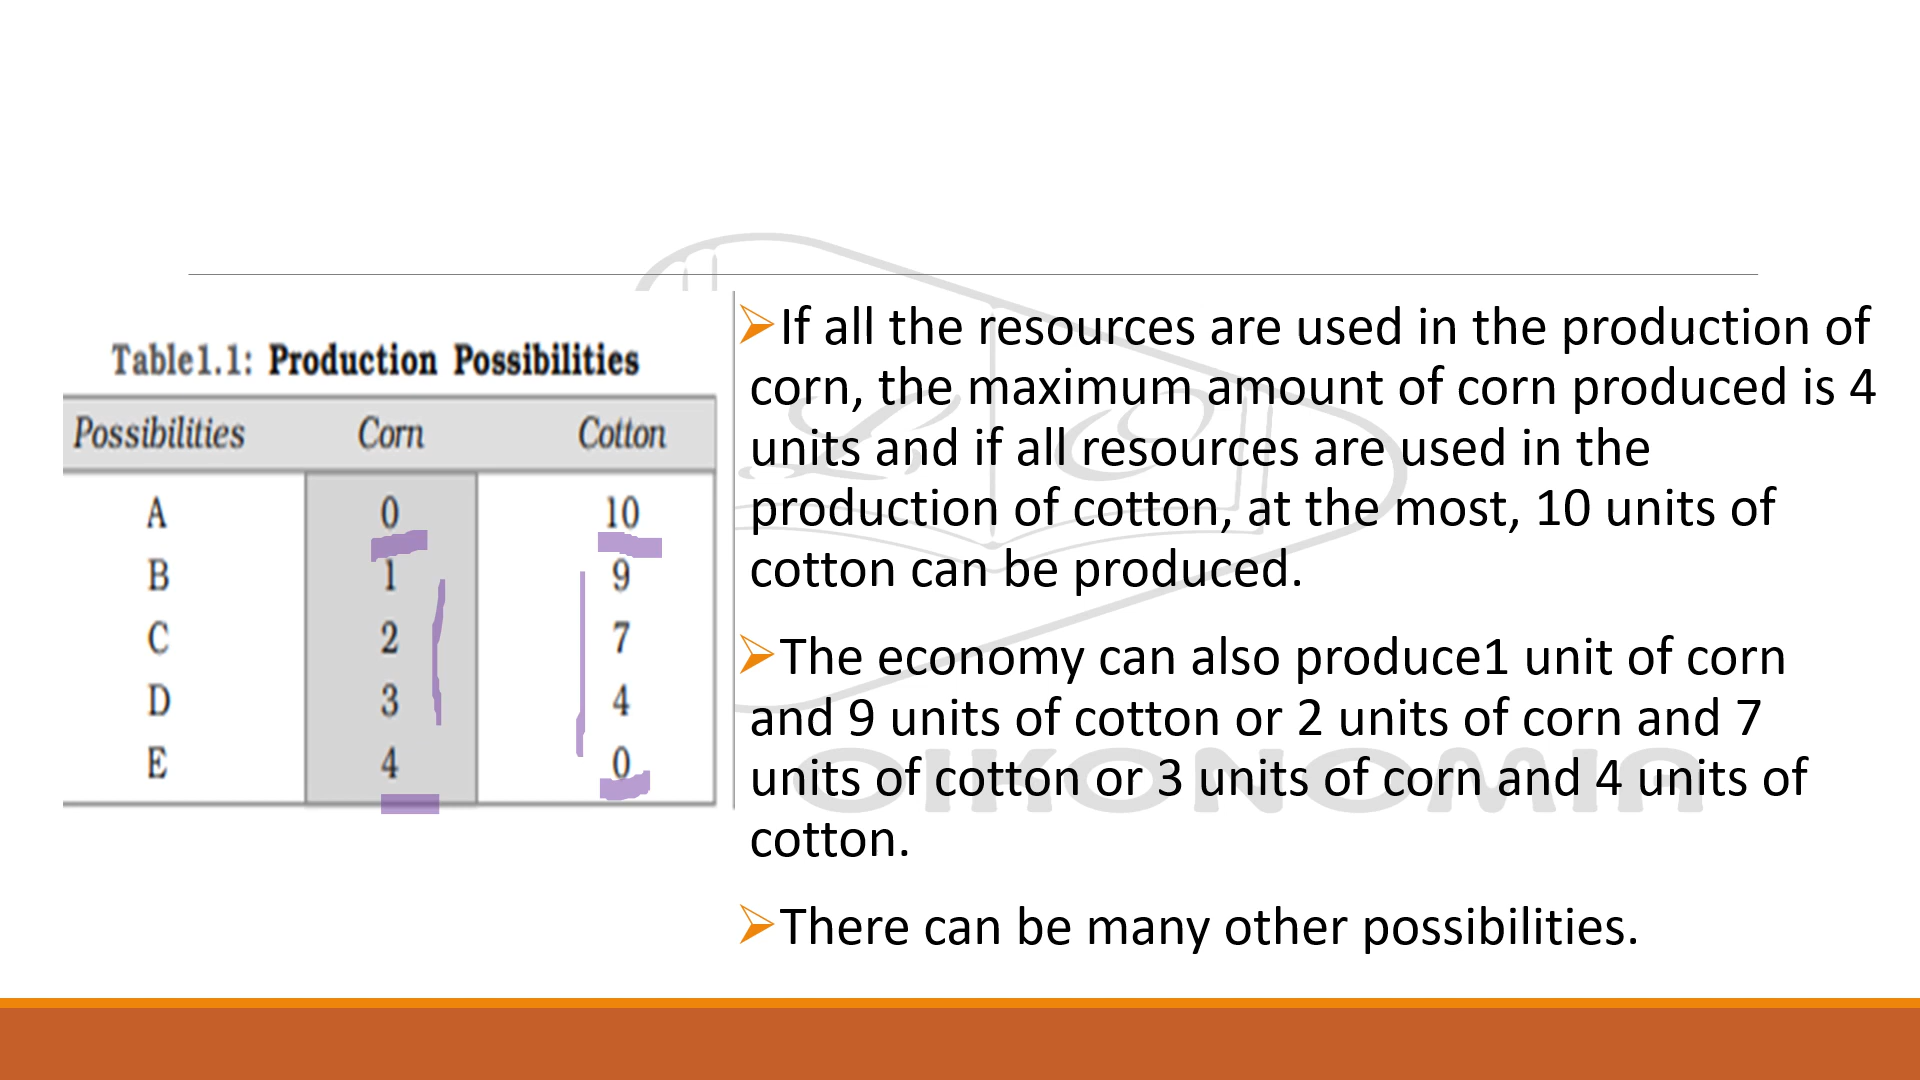 Table1.1: Production Possibilities
Possibilities Corn Cotton
A 0 10
B 1 9
C 2 7
D 3 4
E 4 0
If all the resources are used in the production of
corn, the maximum amount of corn produced is 4
units and if all resources are used in the
production of cotton, at the most, 10 units of
cotton can be produced.
The economy can also produce1 unit of corn
and 9 units of cotton or 2 units of corn and 7
units of cotton or 3 units of corn and 4 units of
cotton.
There can be many other possibilities.
OIKONOMIA